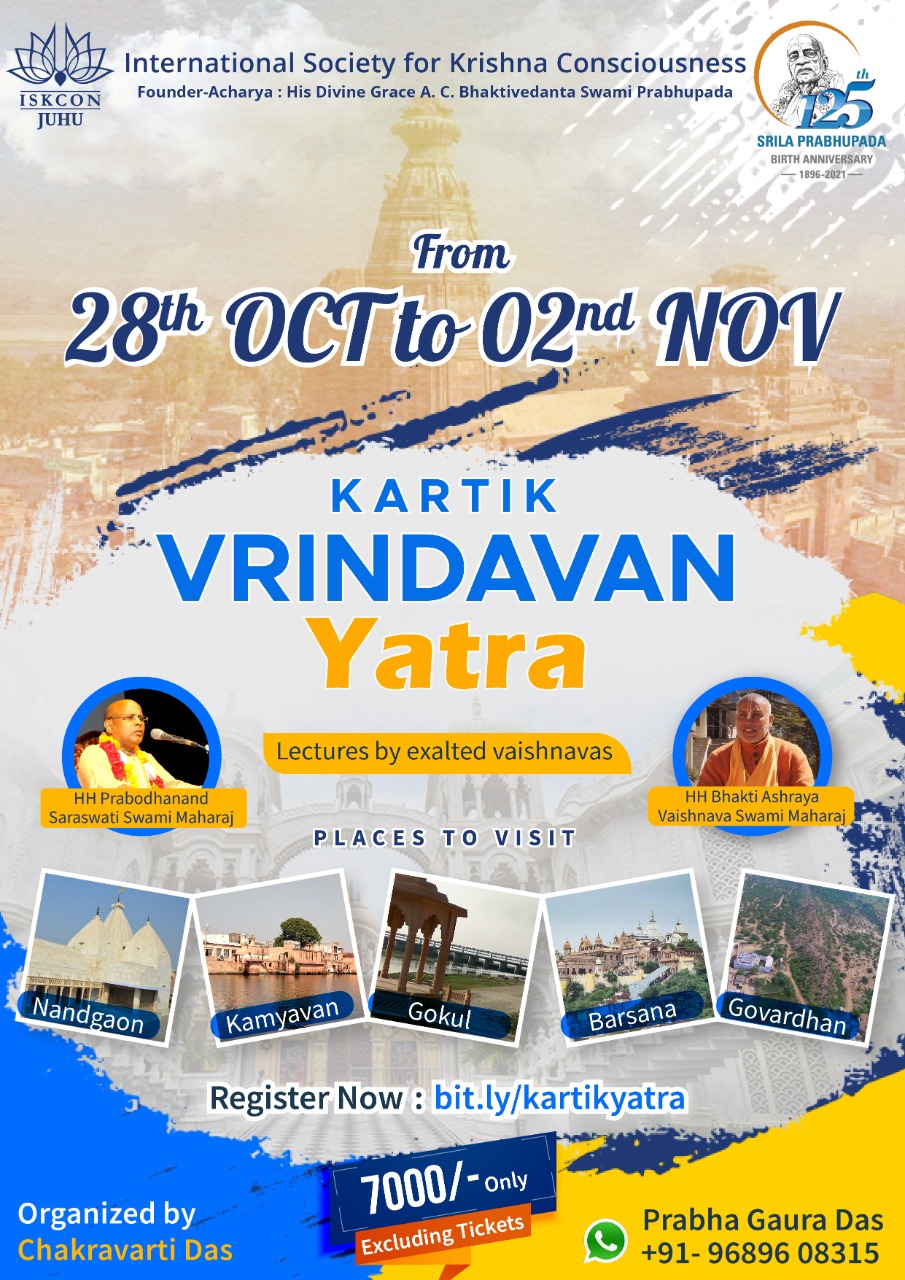 ISKCON
JUHU
International Society for Krishna Consciousness
Founder-Acharya : His Divine Grace A. C. Bhaktivedanta Swami Prabhupada
125th
SRILA PRABHUPADA
BIRTH ANNIVERSARY
1896-2021
From
28th OCT to 02nd NOV
KARTIK
VRINDAVAN
Yatra
Lectures by exalted vaishnavas
HH Prabodhanand
Saraswati Swami Maharaj
HH Bhakti Ashraya
Vaishnava Swami Maharaj
PLACES TO VISIT
Nandgaon
Kamyavan
Gokul
Barsana
Govardhan
Register Now : bit.ly/kartikyatra
7000/- Only
Excluding Tickets
Organized by
Chakravarti Das
Prabha Gaura Das
+91- 96896 08315